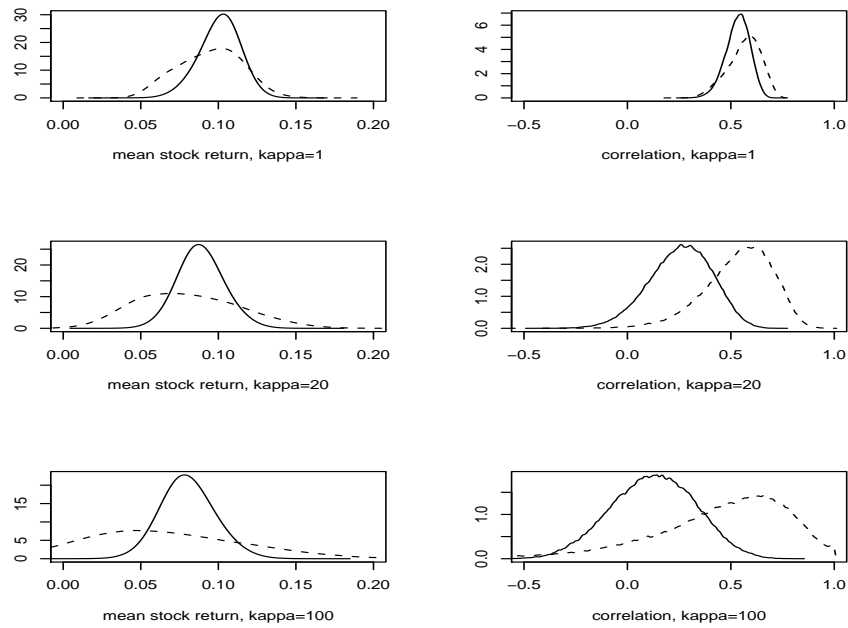 0 10 20 30
0.00 0.05 0.10 0.15 0.20
mean stock return, kappa=1
0 2 4 6
−0.5 0.0 0.5 1.0
correlation, kappa=1
0 10 20
0.00 0.05 0.10 0.15 0.20
mean stock return, kappa=20
0.0 1.0 2.0
−0.5 0.0 0.5 1.0
correlation, kappa=20
0 5 15
0.00 0.05 0.10 0.15 0.20
mean stock return, kappa=100
0.0 1.0
−0.5 0.0 0.5 1.0
correlation, kappa=100